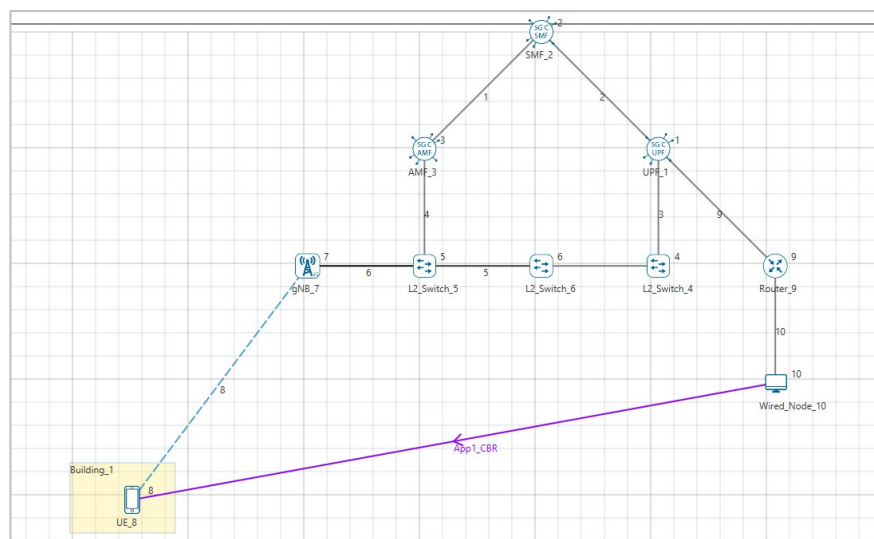 2
5G C
SMF
SMF_2
1
2
5G C
AMF
3
AMF_3
5G C
UPF
1
UPF_1
4
3
9
7
gNB_7
6
5
L2_Switch_5
5
6
L2_Switch_6
4
L2_Switch_4
9
Router_9
10
8
10
Wired_Node_10
App1_CBR
Building_1
8
UE_8